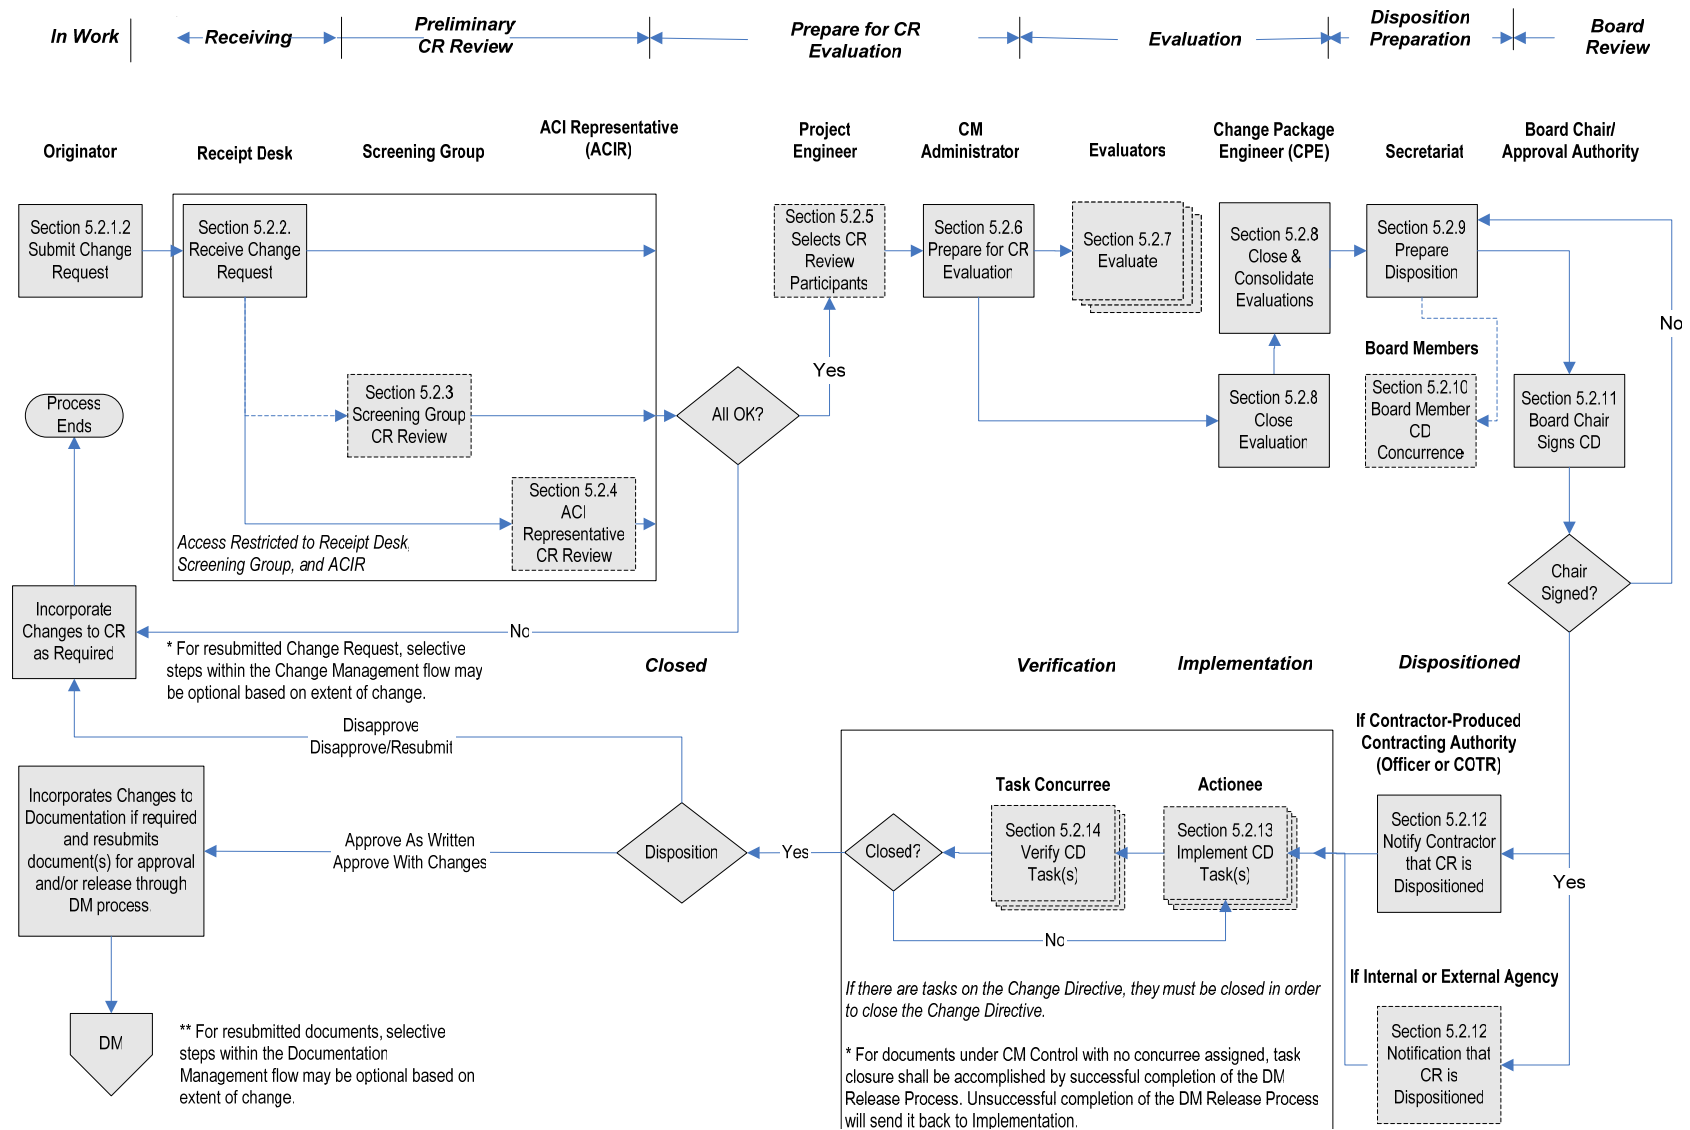 In Work
Receiving
Preliminary
CR Review
Prepare for CR
Evaluation
Evaluation
Disposition
Preparation
Board
Review
Originator
Receipt Desk
Screening Group
ACI Representative
(ACIR)
Project
Engineer
CM
Administrator
Evaluators
Change Package
Engineer (CPE)
Secretariat
Board Chair/
Approval Authority
Section 5.2.1.2
Submit Change
Request
Section 5.2.2.
Receive Change
Request
Section 5.2.5
Selects CR
Review
Participants
Section 5.2.6
Prepare for CR
Evaluation
Section 5.2.7
Evaluate
Section 5.2.8
Close &
Consolidate
Evaluations
Section 5.2.9
Prepare
Disposition
No
Board Members
Process
Ends
Section 5.2.3
Screening Group
CR Review
All OK?
Yes
Section 5.2.8
Close
Evaluation
Section 5.2.10
Board Member
CD
Concurrence
Section 5.2.11
Board Chair
Signs CD
Section 5.2.4
ACI
Representative
CR Review
Access Restricted to Receipt Desk,
Screening Group, and ACIR
Chair
Signed?
Incorporate
Changes to CR
as Required
No
* For resubmitted Change Request, selective
steps within the Change Management flow may
be optional based on extent of change.
Closed
Verification
Implementation
Dispositioned
Disapprove
Disapprove/Resubmit
If Contractor-Produced
Contracting Authority
(Officer or COTR)
Task Concurree
Actionee
Incorporates Changes to
Documentation if required
and resubmits
document(s) for approval
and/or release through
DM process.
Approve As Written
Approve With Changes
Disposition
Yes
Closed?
Section 5.2.14
Verify CD
Task(s)
Section 5.2.13
Implement CD
Task(s)
Section 5.2.12
Notify Contractor
that CR is
Dispositioned
Yes
No
If there are tasks on the Change Directive, they must be closed in order
to close the Change Directive.
If Internal or External Agency
DM
** For resubmitted documents, selective
steps within the Documentation
Management flow may be optional based on
extent of change.
* For documents under CM Control with no concurree assigned, task
closure shall be accomplished by successful completion of the DM
Release Process. Unsuccessful completion of the DM Release Process
will send it back to Implementation.
Section 5.2.12
Notification that
CR is
Dispositioned